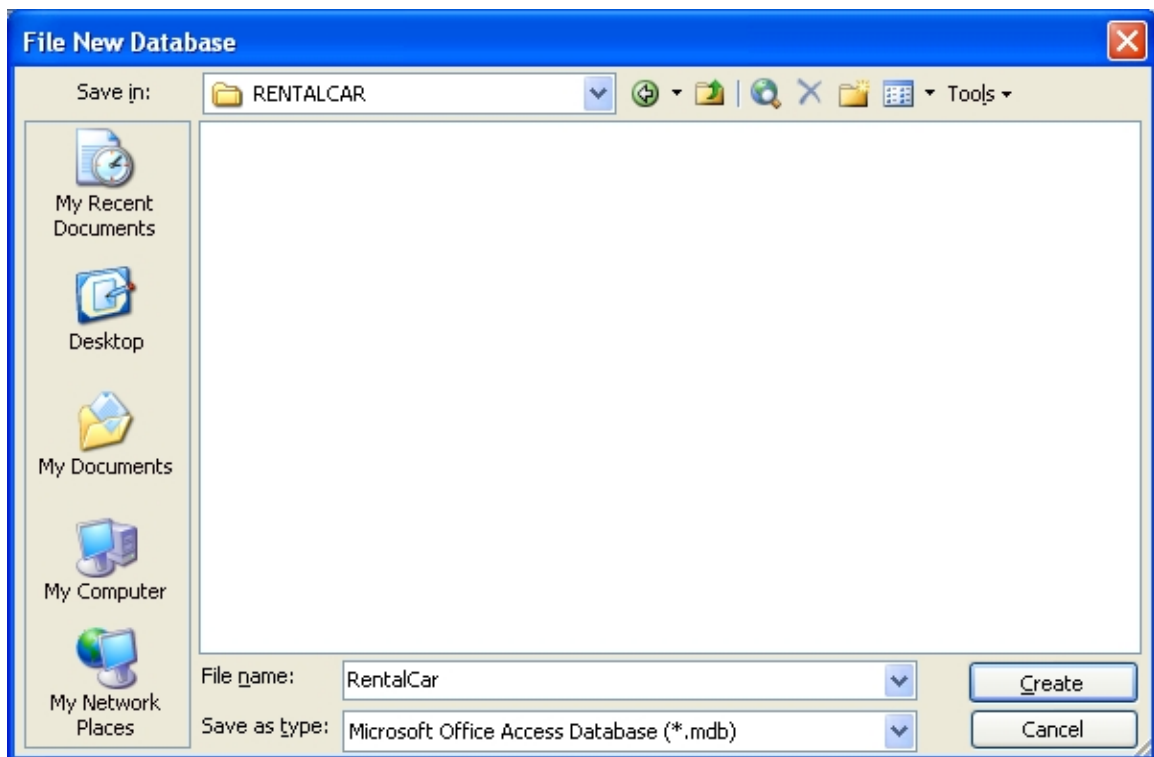 File New Database
Save in:
RENTALCAR
Tools
My Recent
Documents
Desktop
My Documents
My Computer
My Network
Places
File name:
RentalCar
Create
Save as type:
Microsoft Office Access Database (*.mdb)
Cancel